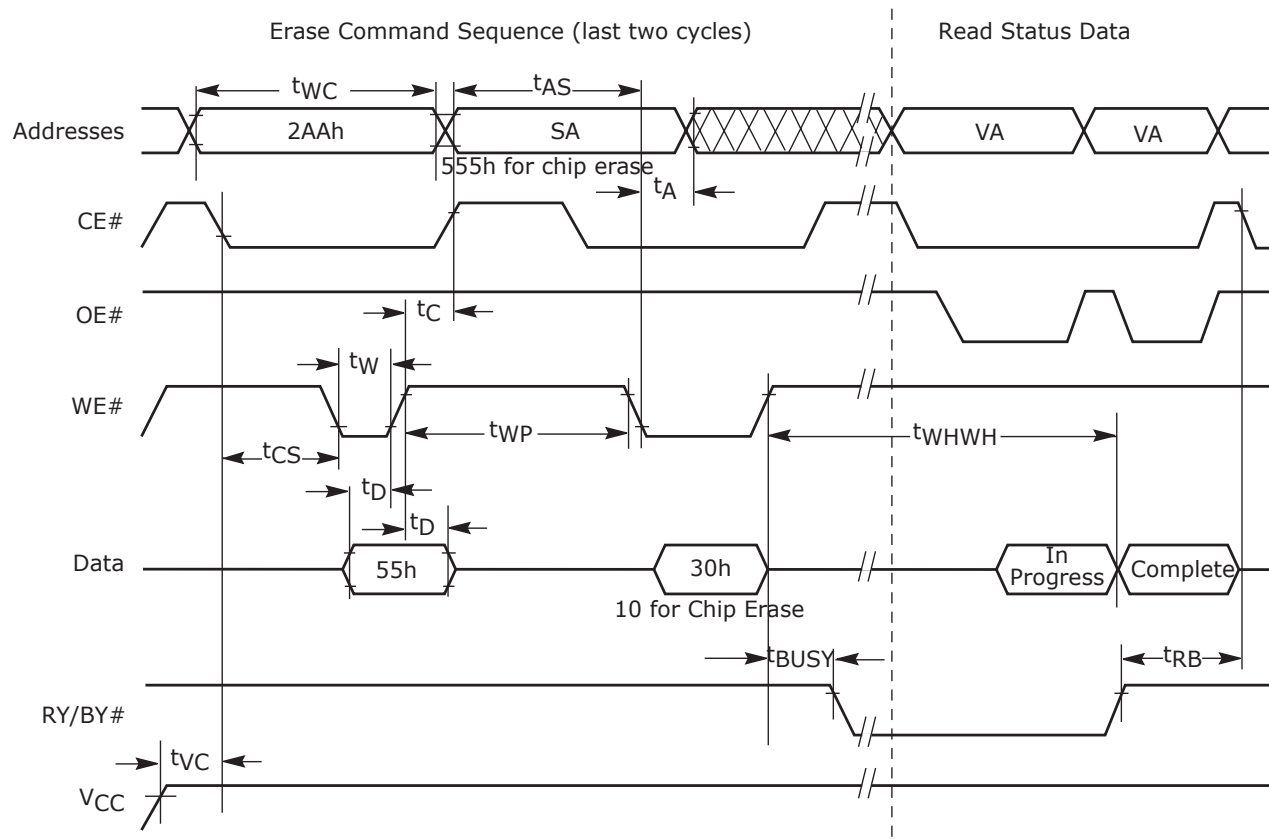 Erase Command Sequence (last two cycles)
Read Status Data
tWC
tAS
Addresses
2AAh
SA
VA
VA
555h for chip erase
tA
CE#
tC
OE#
tW
WE#
tWP
tWHWH
tCS
tD
tD
Data
55h
30h
In
Progress
Complete
10 for Chip Erase
tBUSY
tRB
RY/BY#
tVC
VCC